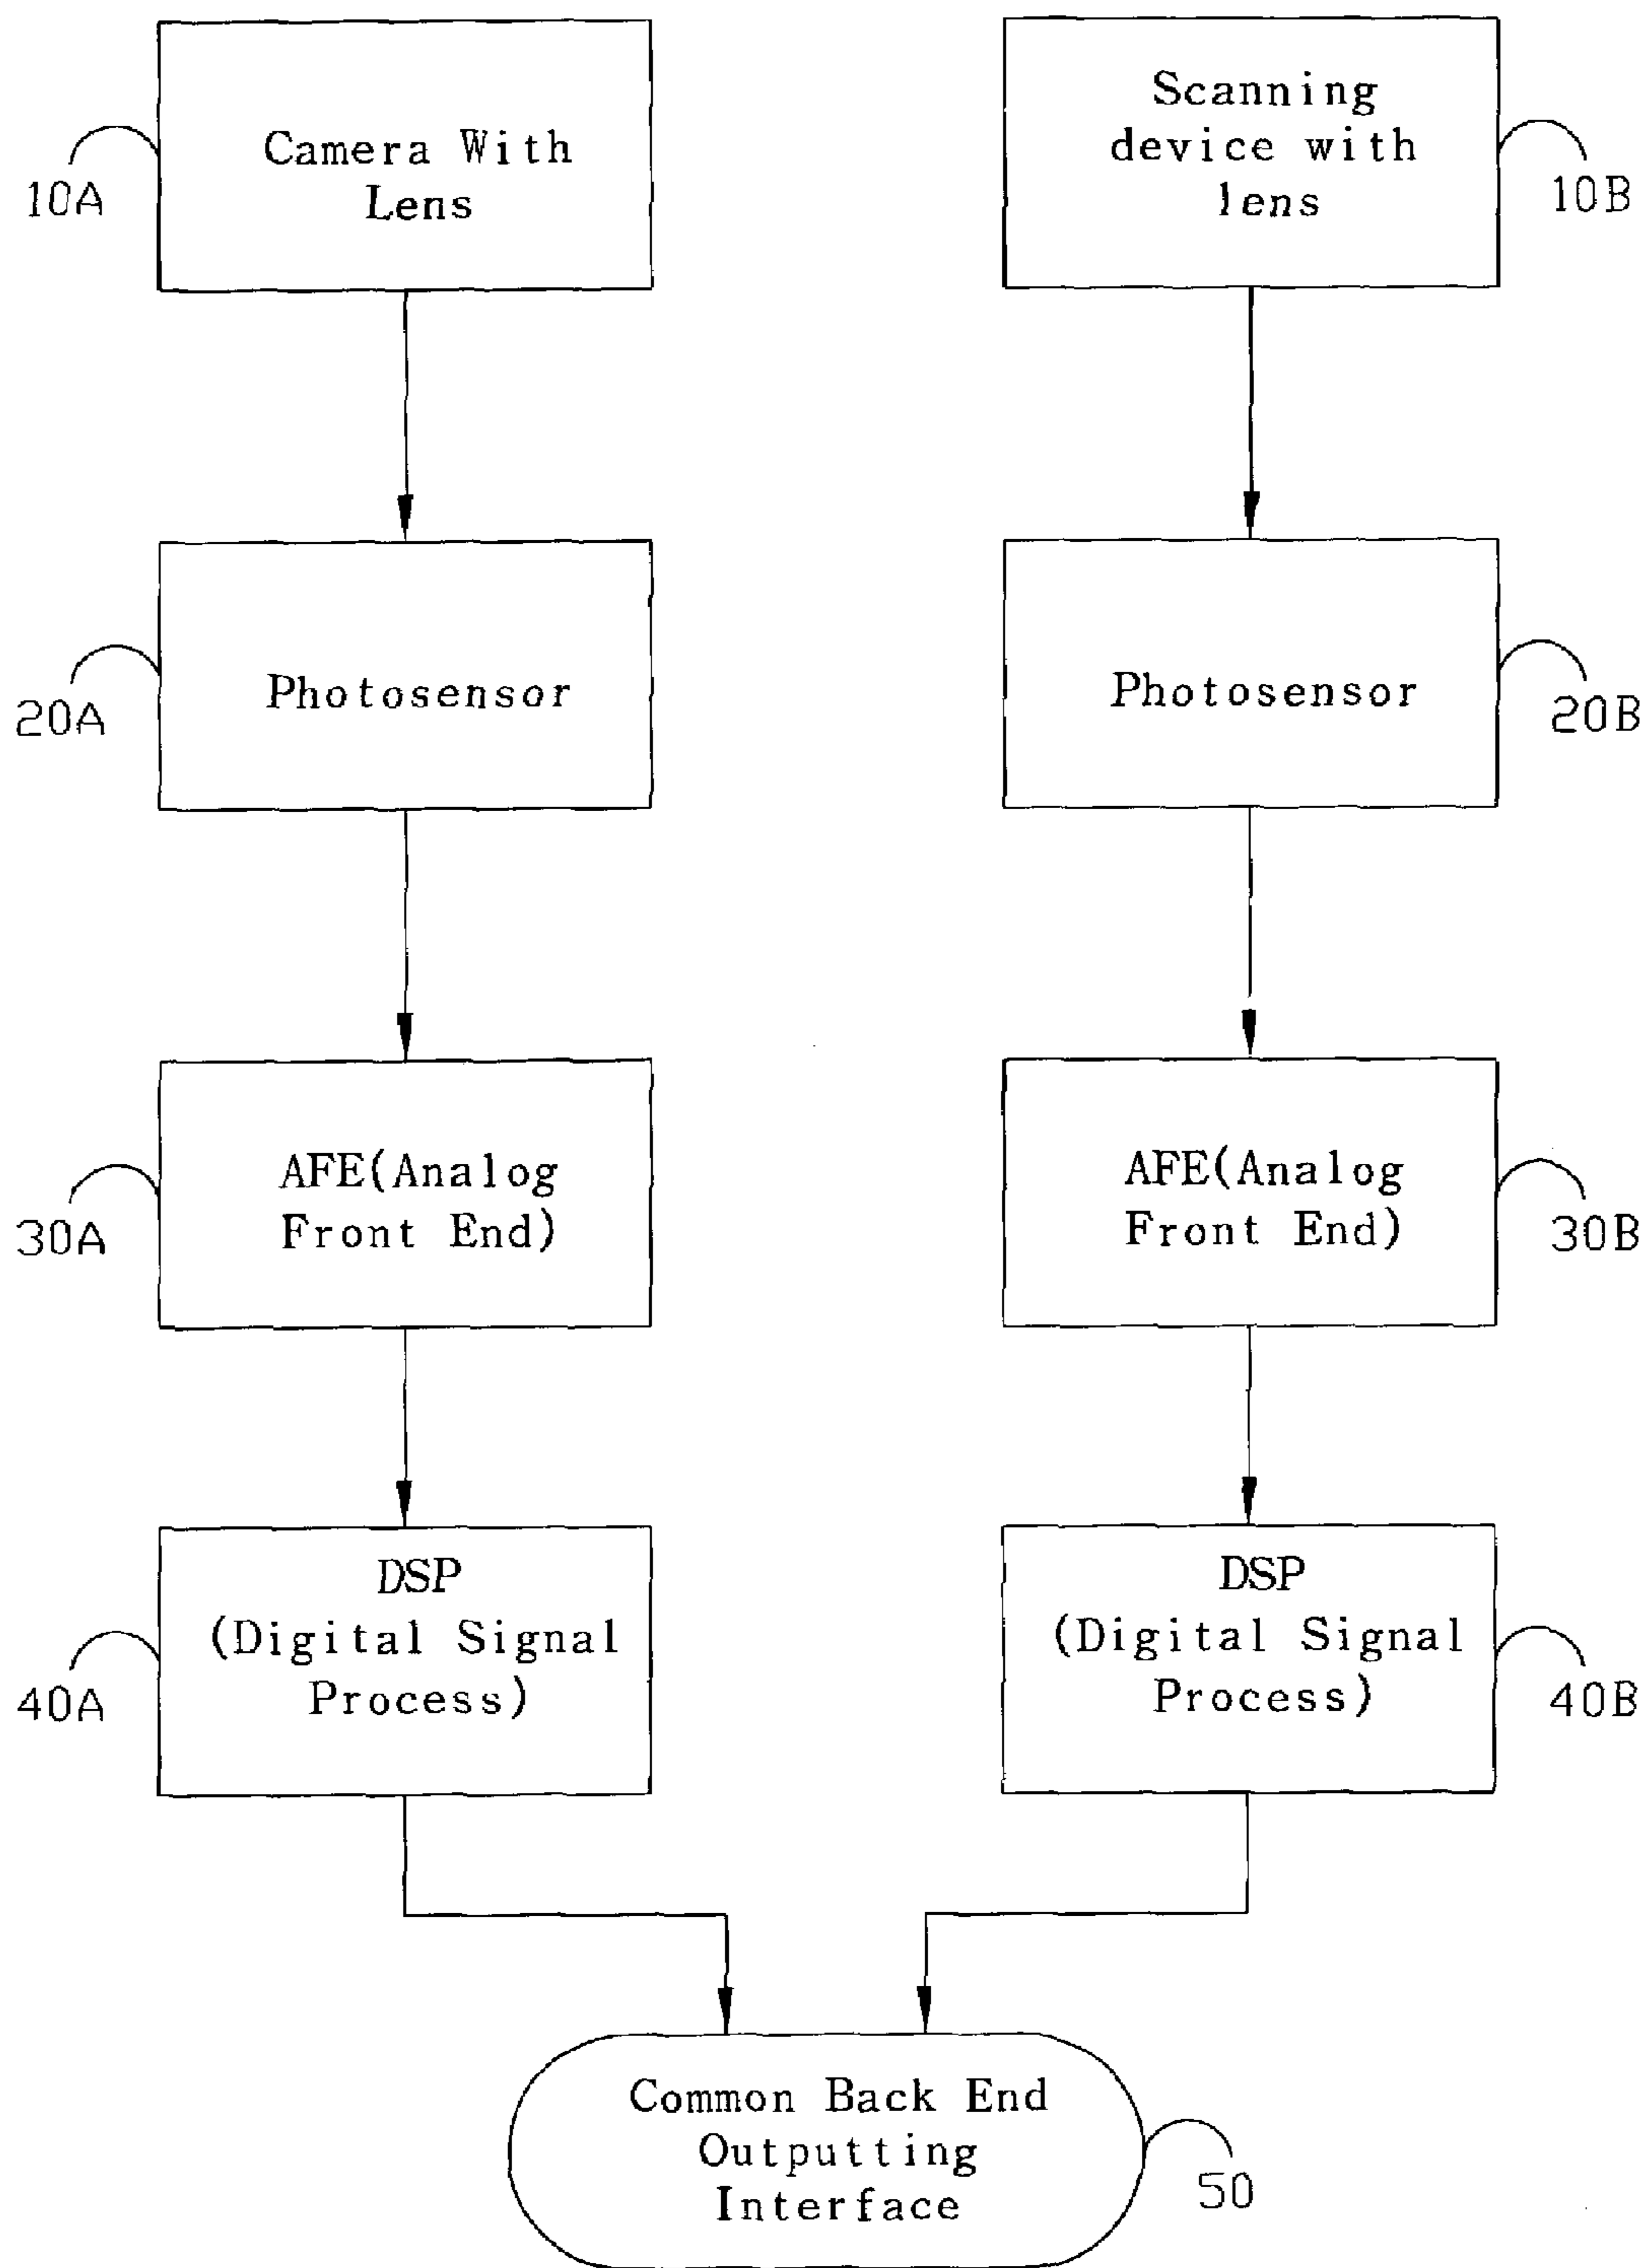 Camera With
Lens
10A
Scanning
device with
lens
10B
Photosensor
20A
Photosensor
20B
AFE(Analog
Front End)
30A
AFE(Analog
Front End)
30B
DSP
(Digital Signal
Process)
40A
DSP
(Digital Signal
Process)
40B
Common Back End
Outputting
Interface
50